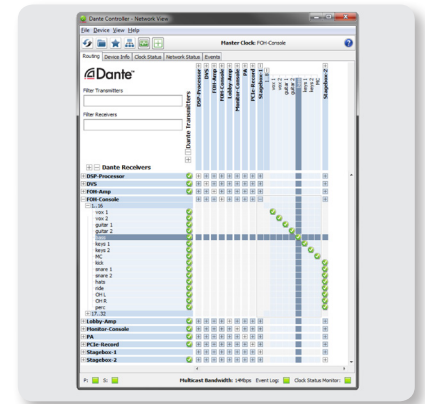 Dante Controller - Network View
File Device View Help
Master Clock: FOH-Console
Routing Device Info Clock Status Network Status Events
Dante™
Filter Transmitters
Filter Receivers
Dante Transmitters
DSP-Processor
DVS
FOH-Amp
FOH-Console
Lobby-Amp
Monitor-Console
PA
PCIe-Record
Stagebox-1
vox 1
vox 2
guitar 1
guitar 2
keys 1
keys 2
MC
Stagebox-2
Dante Receivers
DSP-Processor
DVS
FOH-Amp
FOH-Console
1..16
vox 1
vox 2
guitar 1
guitar 2
keys 1
keys 2
MC
kick
snare 1
snare 2
hats
ride
OH L
OH R
perc
17..32
Lobby-Amp
Monitor-Console
PA
PCIe-Record
Stagebox-1
Stagebox-2
P: S: Multicast Bandwidth: 14Mbps Event Log: Clock Status Monitor: